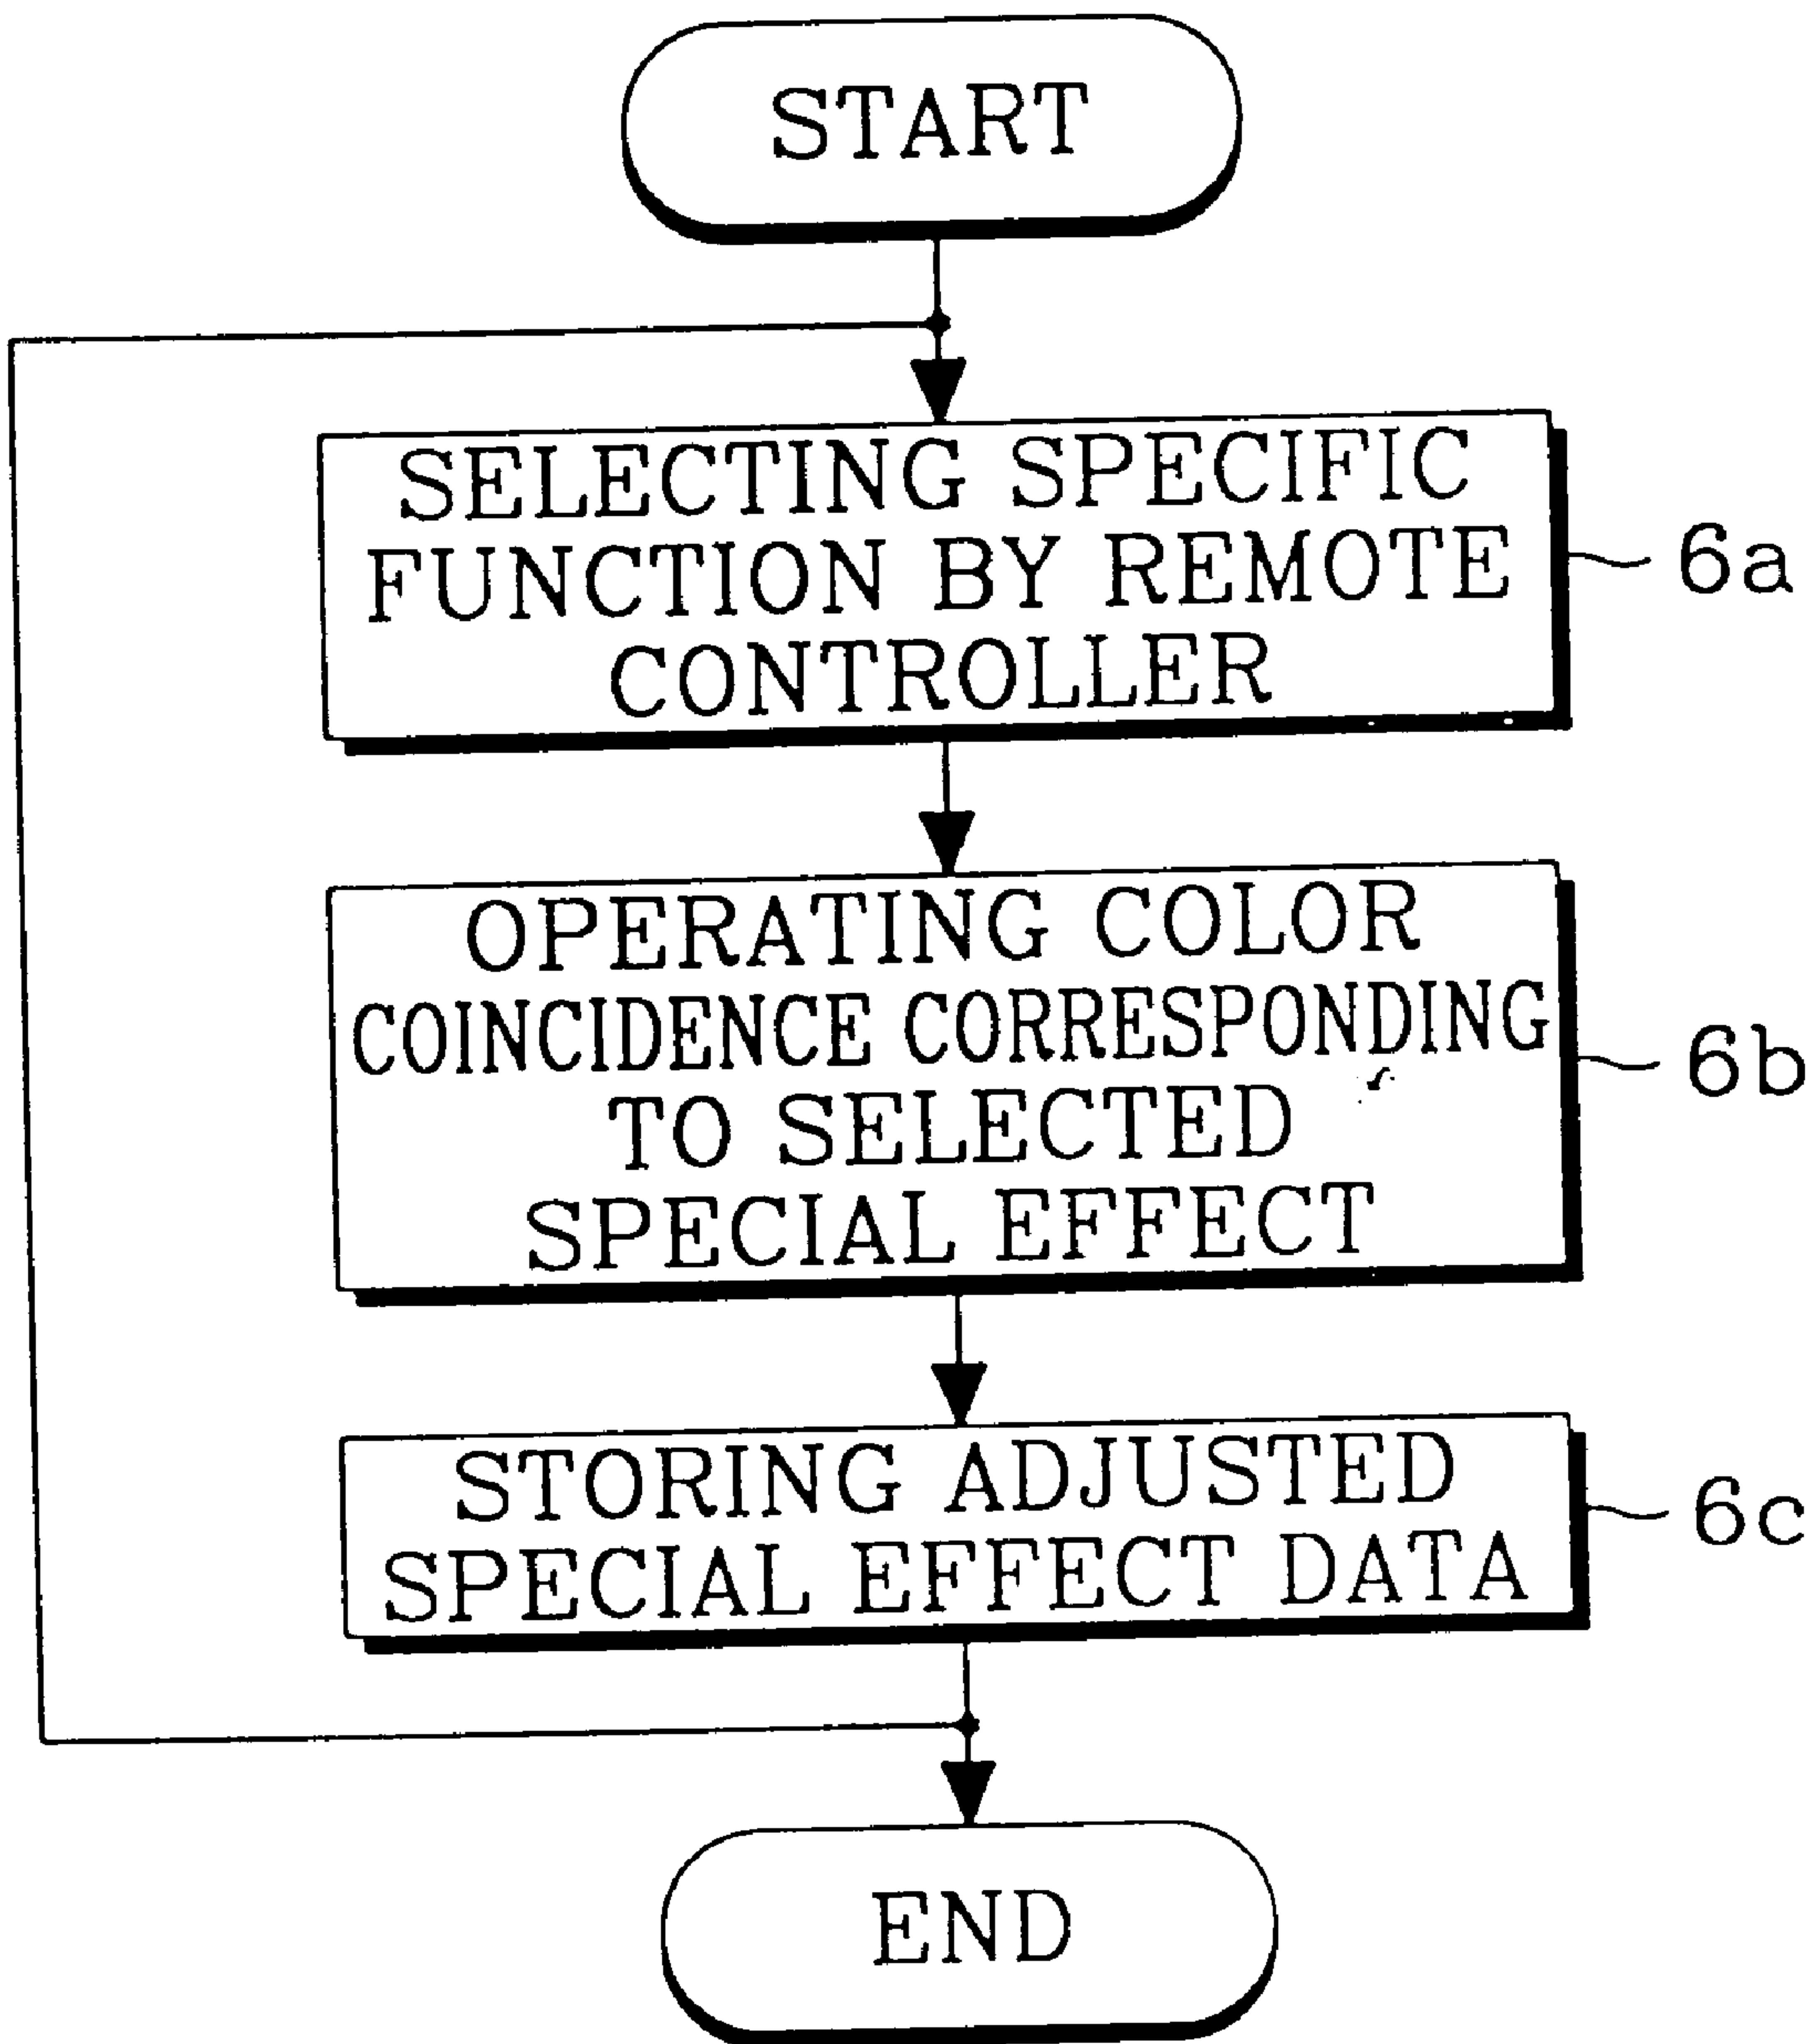 START
SELECTING SPECIFIC
FUNCTION BY REMOTE
CONTROLLER
6a
OPERATING COLOR
COINCIDENCE CORRESPONDING
TO SELECTED
SPECIAL EFFECT
6b
STORING ADJUSTED
SPECIAL EFFECT DATA
6c
END